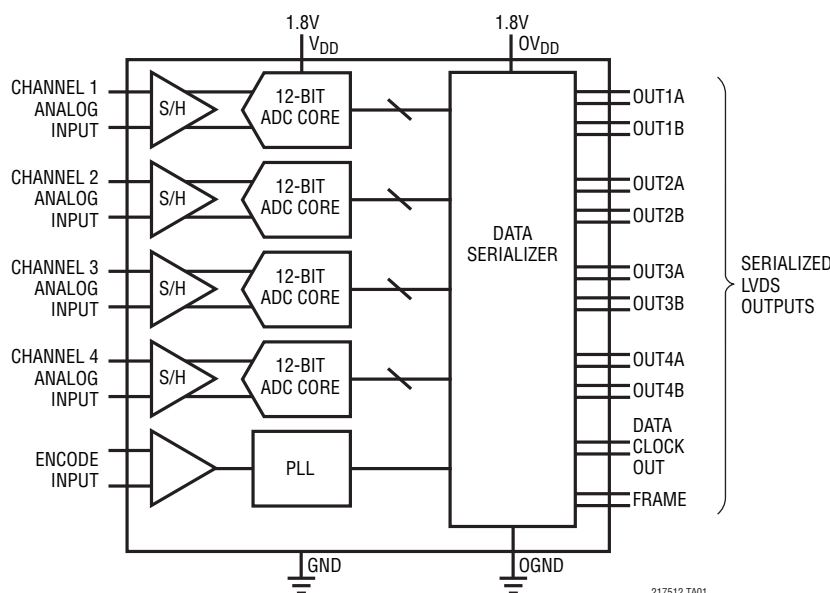 1.8V
VDD
1.8V
OVDD
CHANNEL 1
ANALOG
INPUT
S/H
12-BIT
ADC CORE
OUT1A
OUT1B
CHANNEL 2
ANALOG
INPUT
S/H
12-BIT
ADC CORE
OUT2A
OUT2B
DATA
SERIALIZER
CHANNEL 3
ANALOG
INPUT
S/H
12-BIT
ADC CORE
OUT3A
OUT3B
SERIALIZED
LVDS
OUTPUTS
CHANNEL 4
ANALOG
INPUT
S/H
12-BIT
ADC CORE
OUT4A
OUT4B
ENCODE
INPUT
PLL
DATA
CLOCK
OUT
FRAME
GND
OGND
217512 TA01